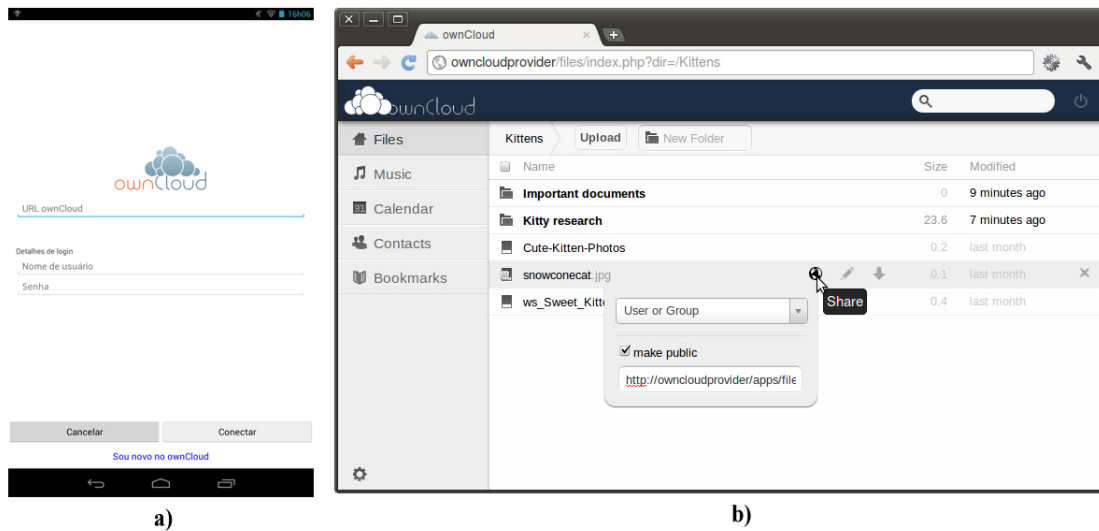 16h06
ownCloud
URL ownCloud
Detalhes de login
Nome de usuário
Senha
Cancelar Conectar
Sou novo no ownCloud
a)
ownCloud
owncloudprovider/files/index.php?dir=/Kittens
ownCloud
Files
Music
31 Calendar
Contacts
Bookmarks
Kittens Upload New Folder
Name Size Modified
Important documents 0 9 minutes ago
Kitty research 23.6 7 minutes ago
Cute-Kitten-Photos 0.2 last month
snowconecat.jpg 0.1 last month
Share
ws_Sweet_Kitt 0.4 last month
User or Group
make public
http://owncloudprovider/apps/file
b)